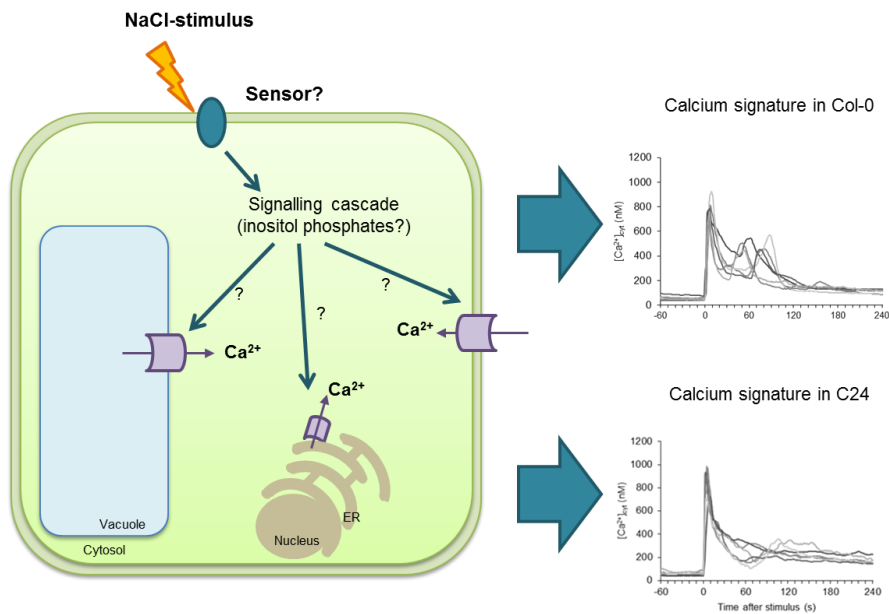 NaCl-stimulus
Sensor?
Signalling cascade
(inositol phosphates?)
?
?
?
Ca²⁺
Ca²⁺
Ca²⁺
Vacuole
Cytosol
ER
Nucleus
Calcium signature in Col-0
1200
1000
800
600
400
200
0
[Ca²⁺]cyt (nM)
-60 0 60 120 180 240
Calcium signature in C24
1200
1000
800
600
400
200
0
[Ca²⁺]cyt (nM)
-60 0 60 120 180 240
Time after stimulus (s)